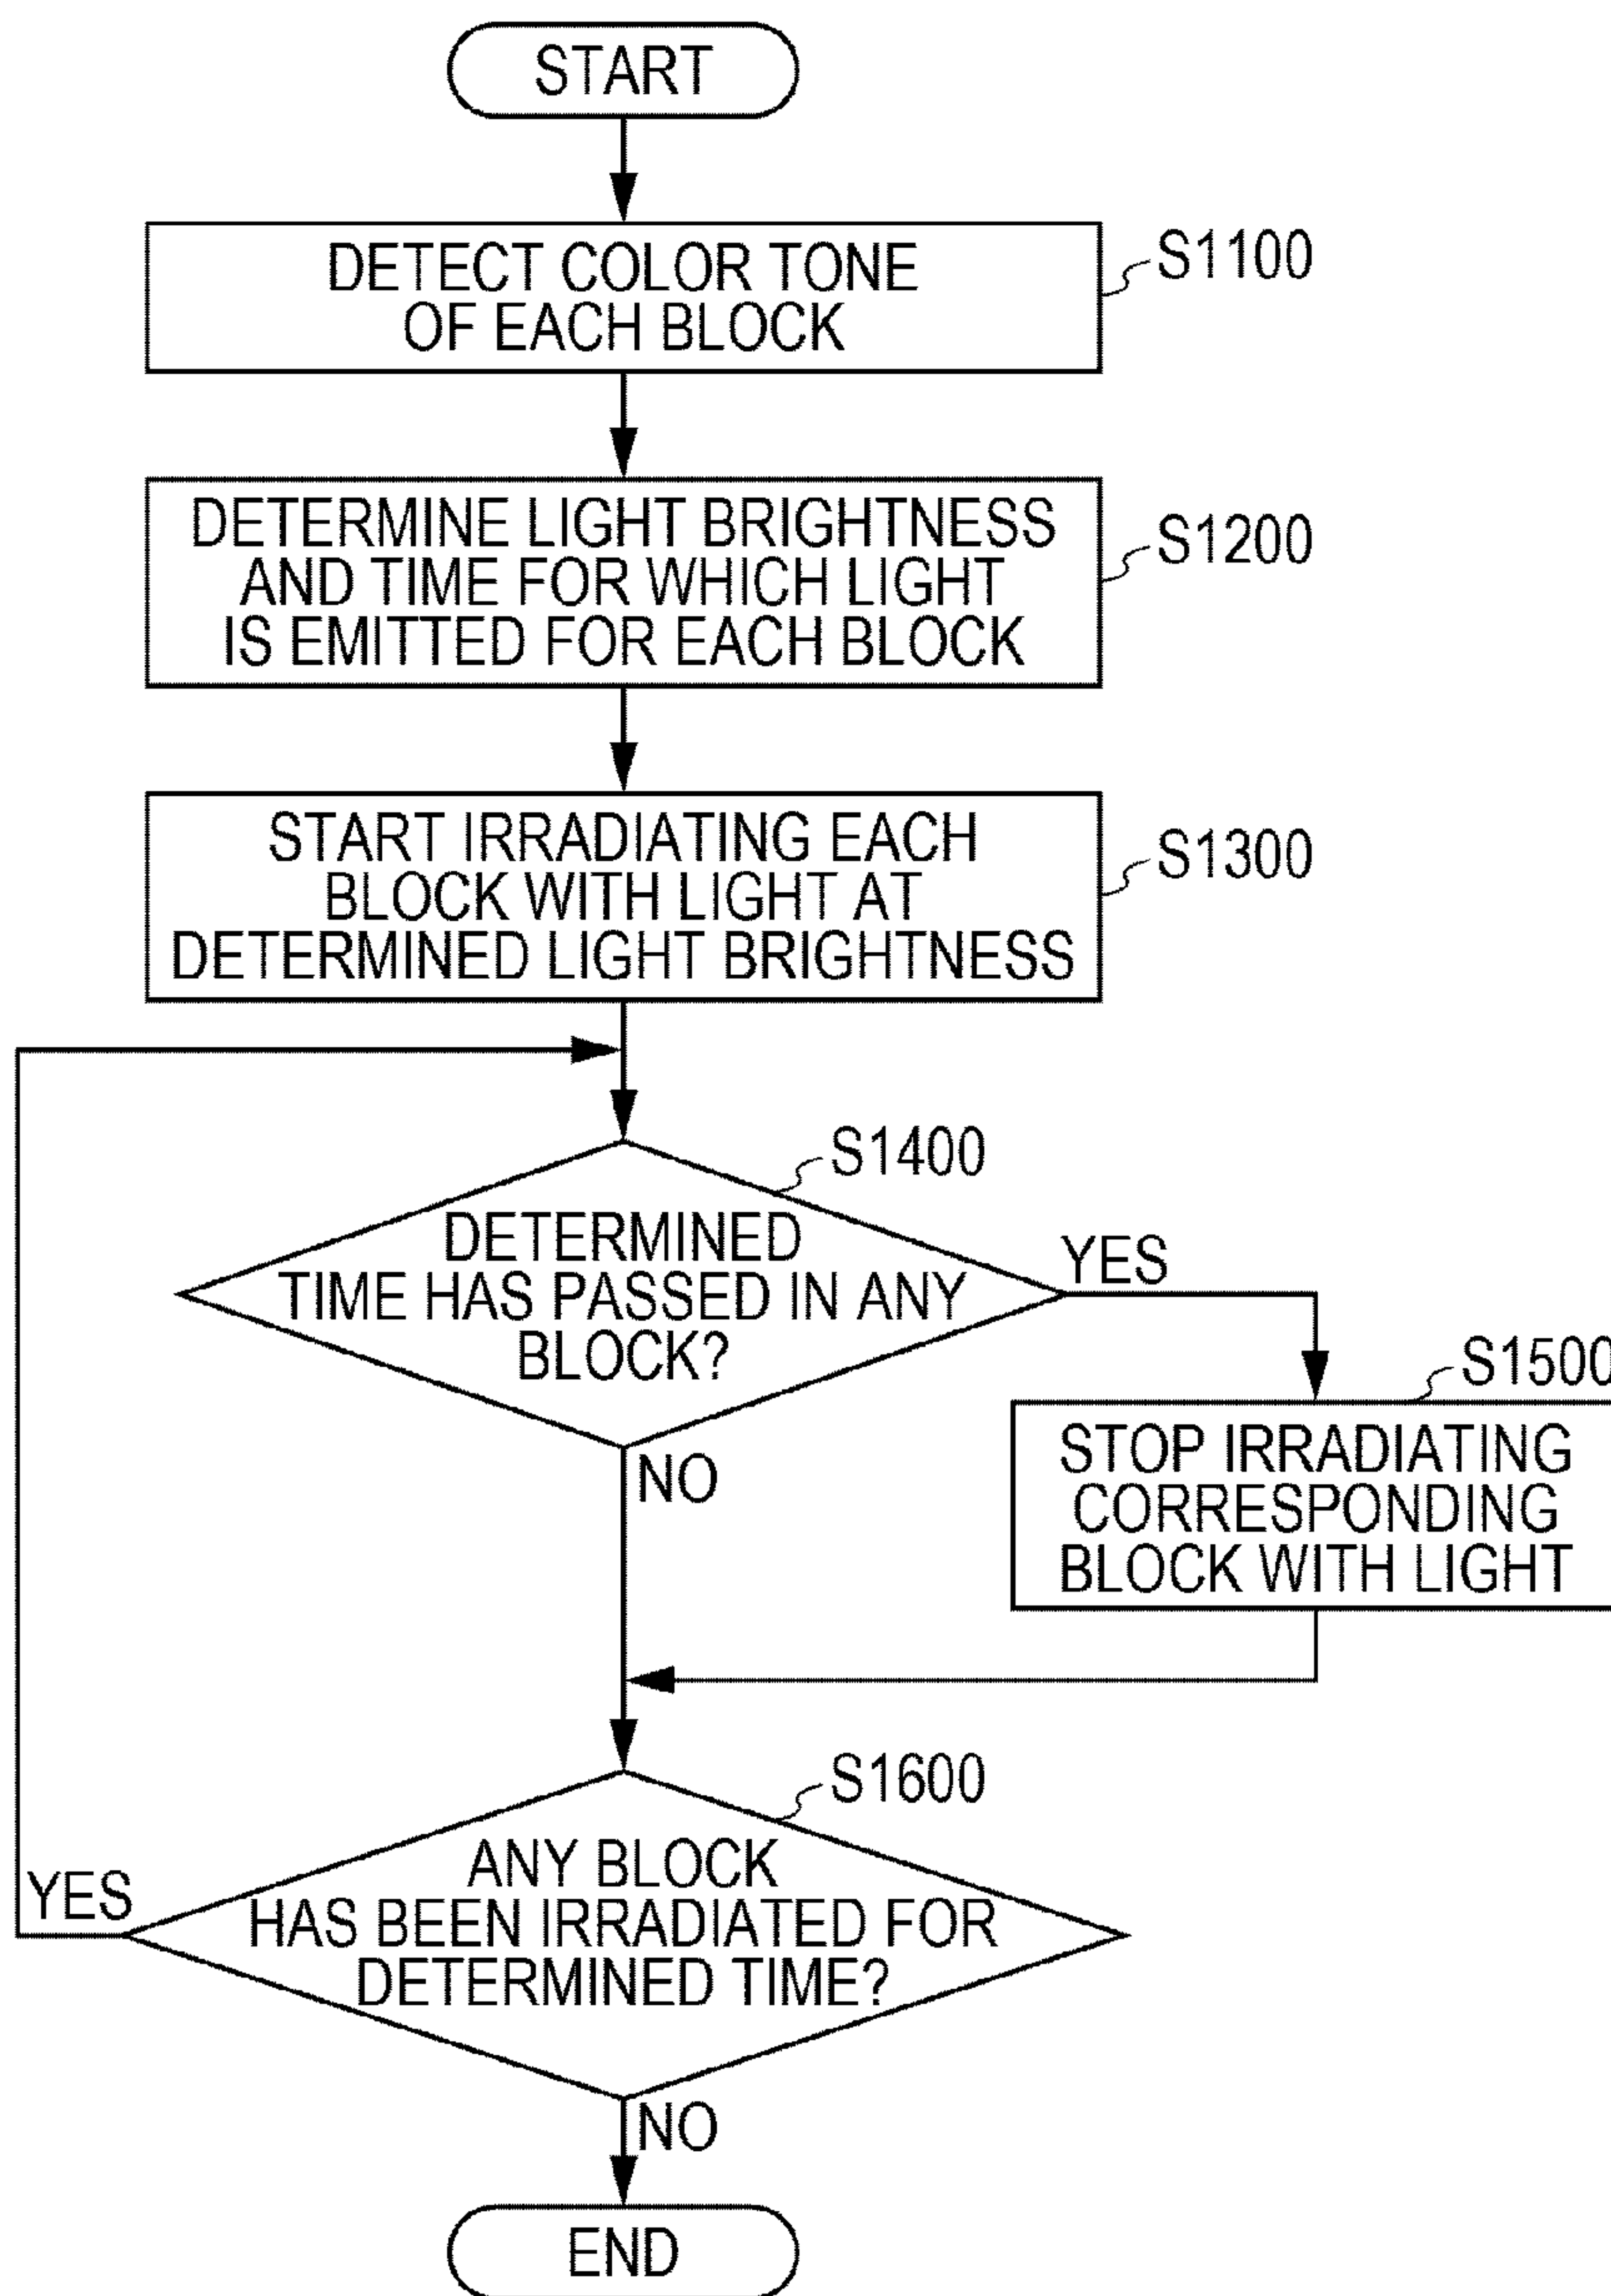 START
DETECT COLOR TONE
OF EACH BLOCK
S1100
DETERMINE LIGHT BRIGHTNESS
AND TIME FOR WHICH LIGHT
IS EMITTED FOR EACH BLOCK
S1200
START IRRADIATING EACH
BLOCK WITH LIGHT AT
DETERMINED LIGHT BRIGHTNESS
S1300
S1400
DETERMINED
TIME HAS PASSED IN ANY
BLOCK?
YES
NO
S1500
STOP IRRADIATING
CORRESPONDING
BLOCK WITH LIGHT
S1600
ANY BLOCK
HAS BEEN IRRADIATED FOR
DETERMINED TIME?
YES
NO
END